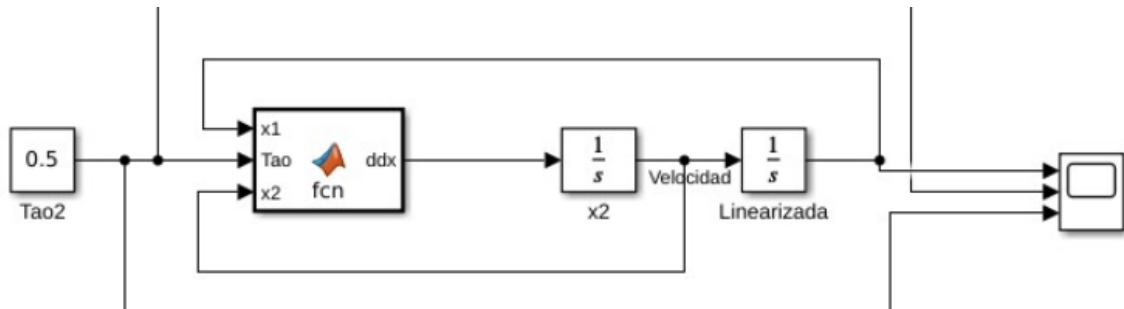 0.5
Tao2
x1
Tao
x2
ddx
fcn
1
s
x2
Velocidad
1
s
Linearizada